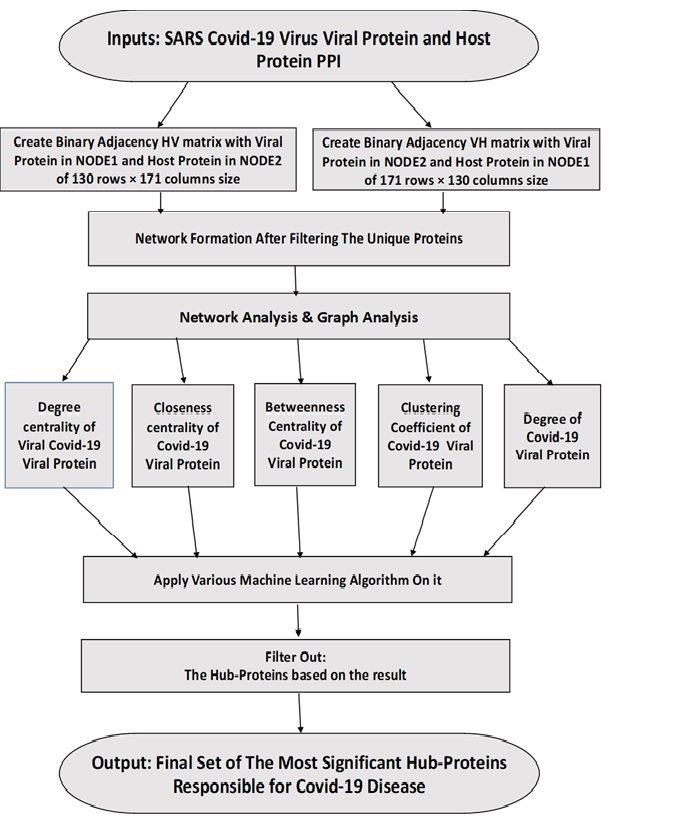 Inputs: SARS Covid-19 Virus Viral Protein and Host
Protein PPI
Create Binary Adjacency HV matrix with Viral
Protein in NODE1 and Host Protein in NODE2
of 130 rows × 171 columns size
Create Binary Adjacency VH matrix with Viral
Protein in NODE2 and Host Protein in NODE1
of 171 rows × 130 columns size
Network Formation After Filtering The Unique Proteins
Network Analysis & Graph Analysis
Degree
centrality of
Viral Covid-19
Viral Protein
Closeness
centrality of
Covid-19
Viral Protein
Betweenness
Centrality of
Covid-19
Viral Protein
Clustering
Coefficient of
Covid-19 Viral
Protein
Degree of
Covid-19
Viral Protein
Apply Various Machine Learning Algorithm On it
Filter Out:
The Hub-Proteins based on the result
Output: Final Set of The Most Significant Hub-Proteins
Responsible for Covid-19 Disease